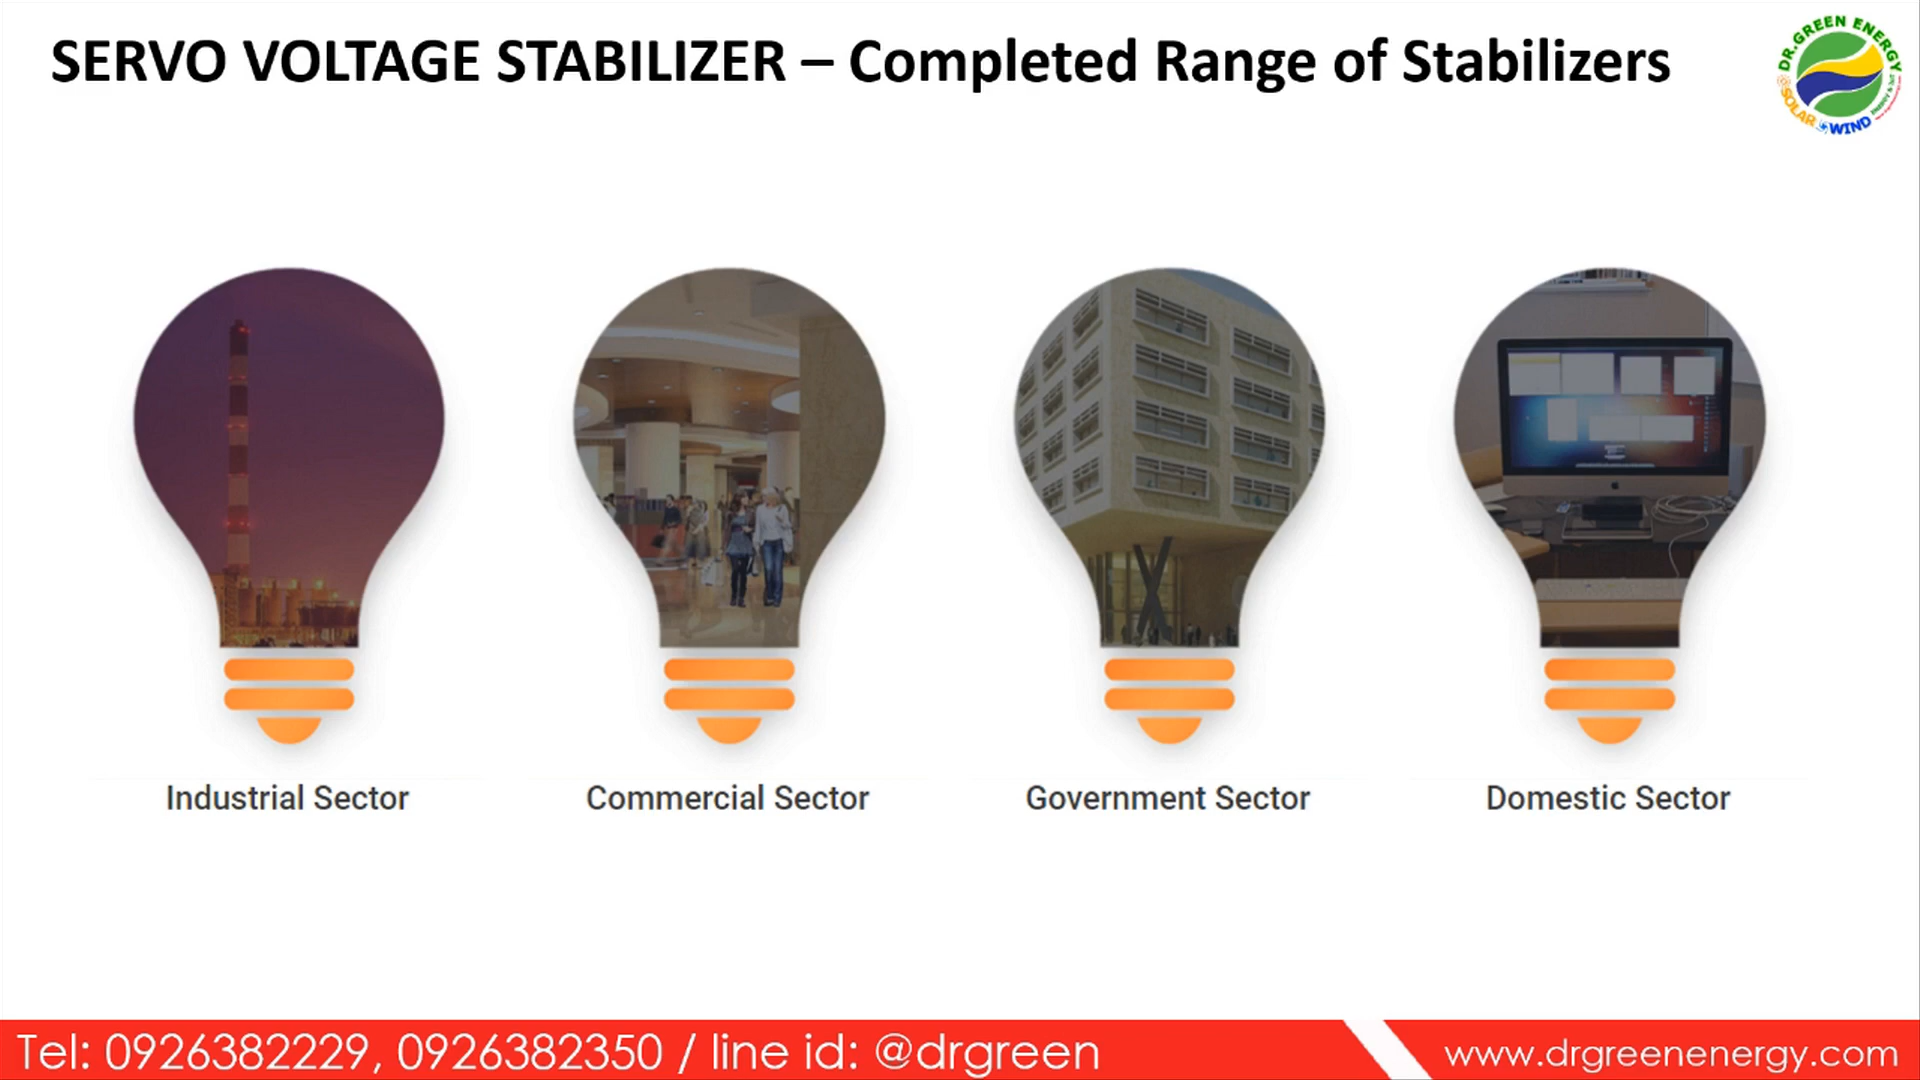 SERVO VOLTAGE STABILIZER – Completed Range of Stabilizers
DR.GREEN ENERGY
SOLAR
WIND
Industrial Sector
Commercial Sector
Government Sector
Domestic Sector
Tel: 0926382229, 0926382350 / line id: @drgreen
www.drgreenenergy.com